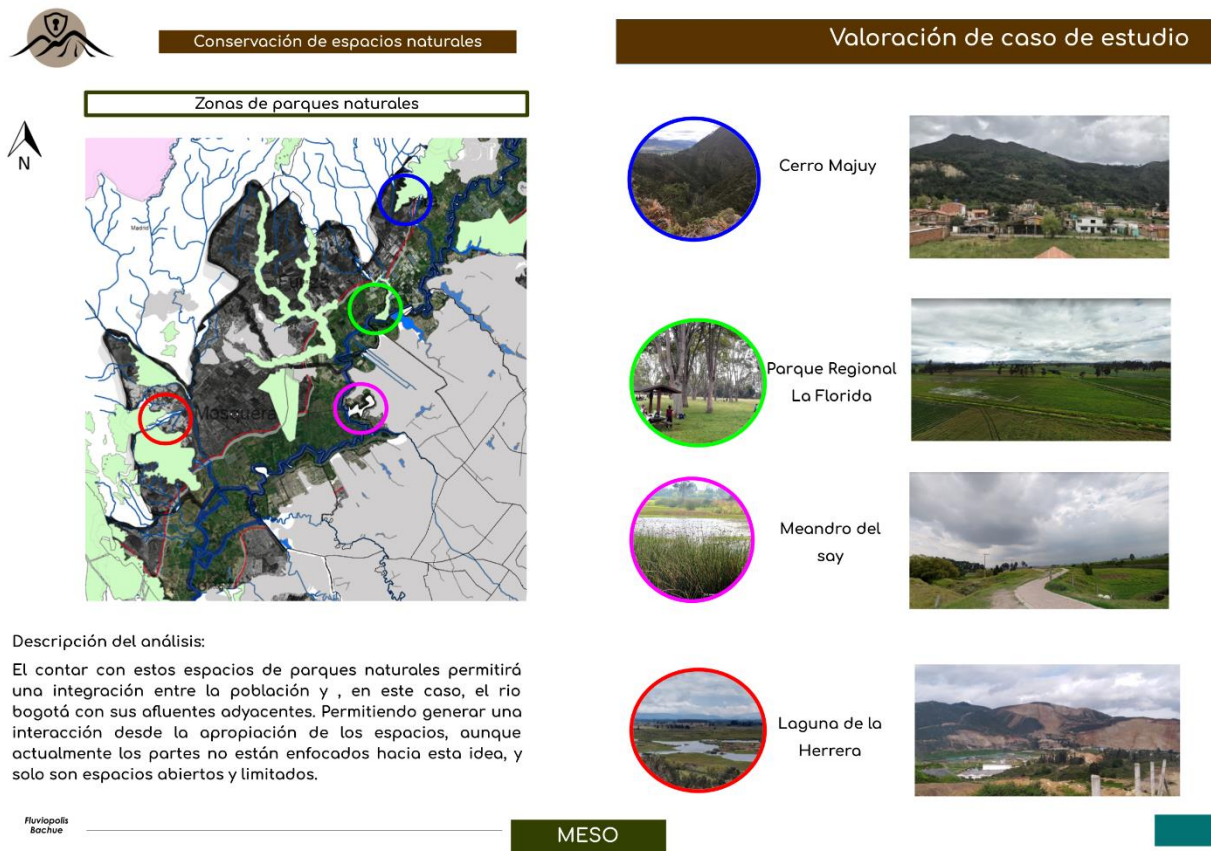 Conservación de espacios naturales
Zonas de parques naturales
N
Madrid
Mosquera
Descripción del análisis:
El contar con estos espacios de parques naturales permitirá
una integración entre la población y , en este caso, el rio
bogotá con sus afluentes adyacentes. Permitiendo generar una
interacción desde la apropiación de los espacios, aunque
actualmente los partes no están enfocados hacia esta idea, y
solo son espacios abiertos y limitados.
Fluviopolis
Bachue
MESO
Valoración de caso de estudio
Cerro Majuy
Parque Regional
La Florida
Meandro del
say
Laguna de la
Herrera